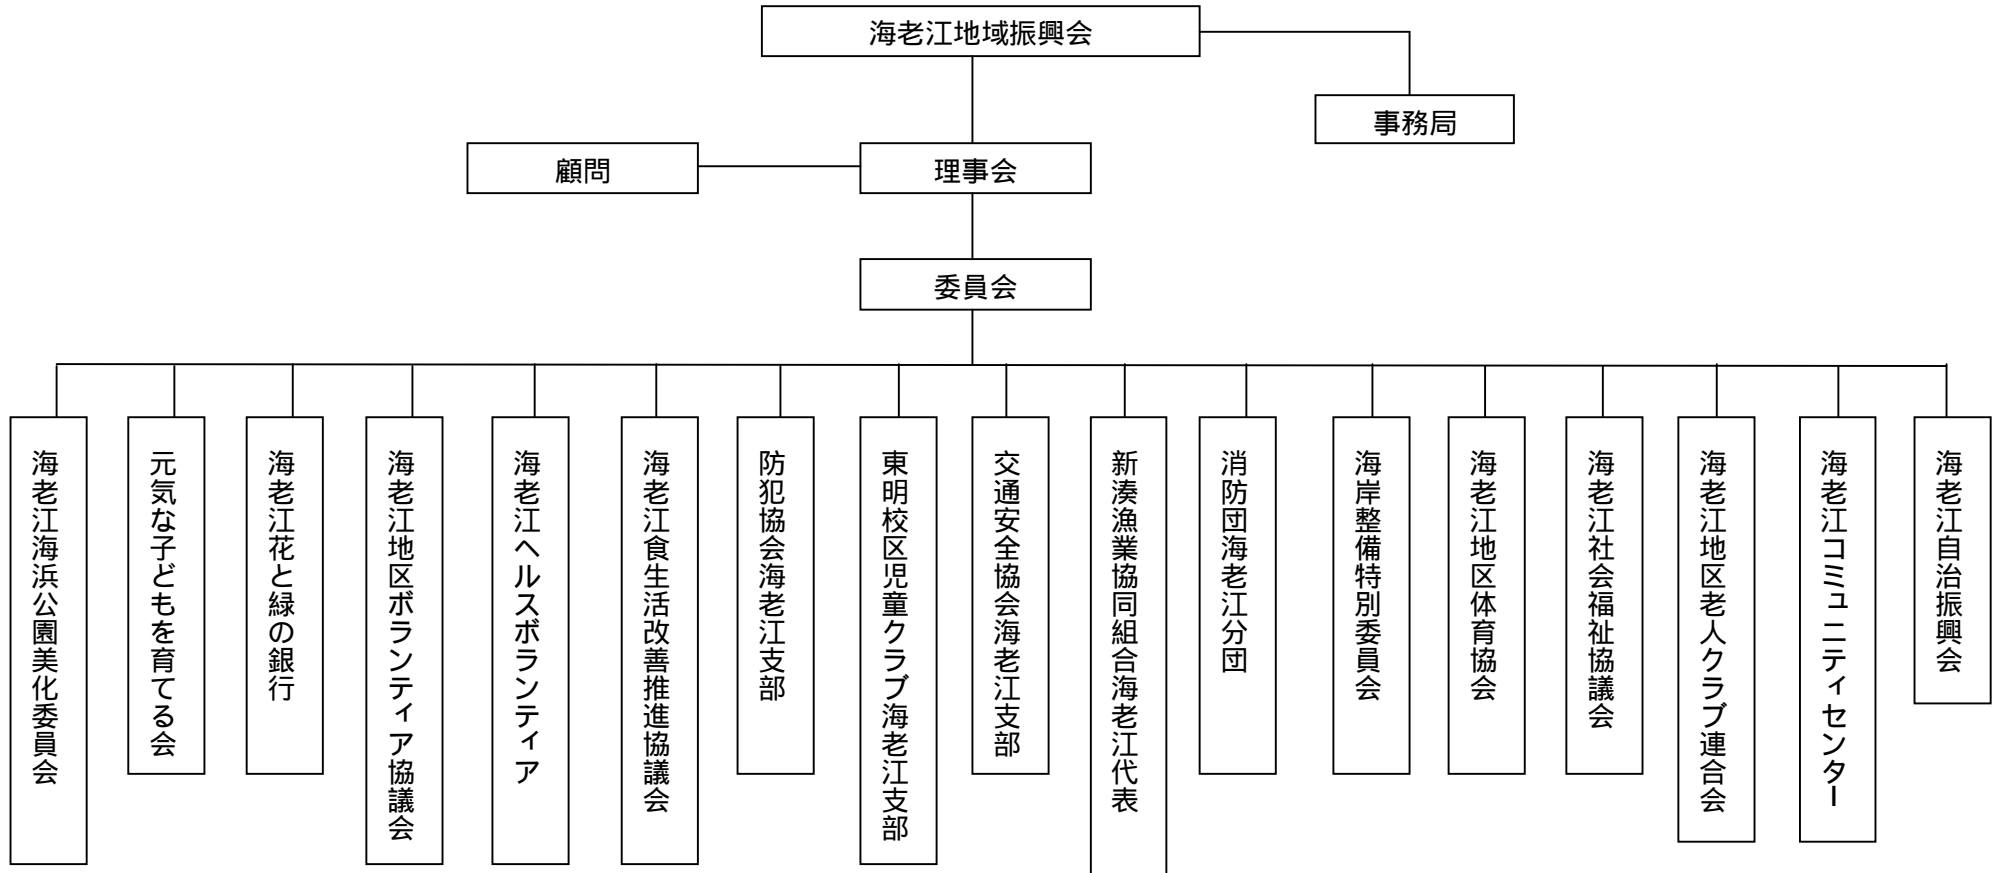 海老江地域振興会
事務局
顧問
理事会
委員会
海老江海浜公園美化委員会
元気な子どもを育てる会
海老江花と緑の銀行
海老江地区ボランティア協議会
海老江ヘルスボランティア
海老江食生活改善推進協議会
防犯協会海老江支部
東明校区児童クラブ海老江支部
交通安全協会海老江支部
新湊漁業協同組合海老江代表
消防団海老江分団
海岸整備特別委員会
海老江地区体育協会
海老江社会福祉協議会
海老江地区老人クラブ連合会
海老江コミュニティセンター
海老江自治振興会